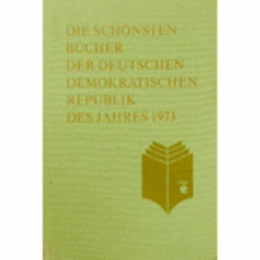 DIE SCHÖNSTEN
BÜCHER
DER DEUTSCHEN
DEMOKRATISCHEN
REPUBLIK
DES JAHRES 1973